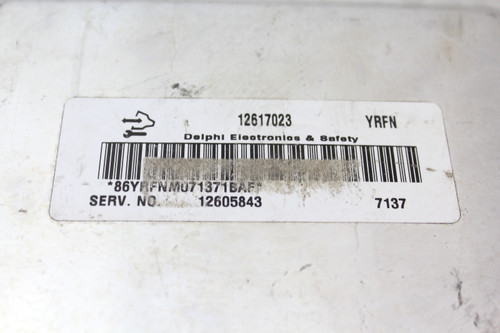 12617023 YRFN
Delphi Electronics & Safety
*86YRFNM071371BAF*
SERV. NO. 12605843 7137